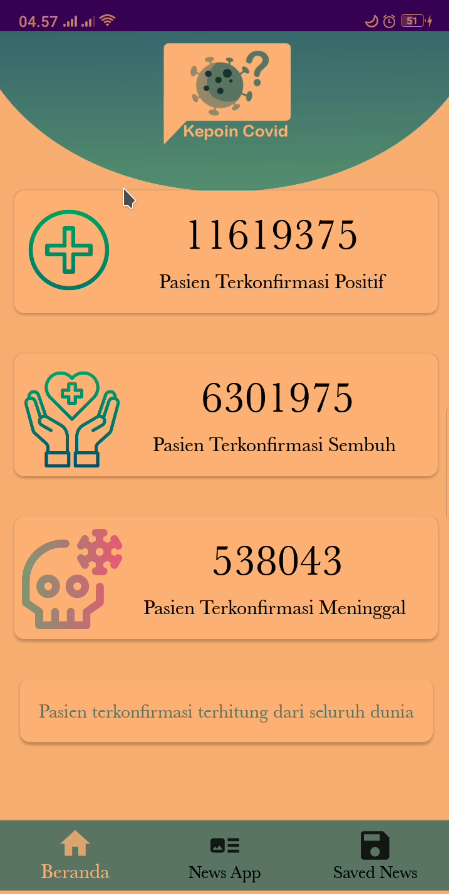 04.57
51
?
Kepoin Covid
11619375
Pasien Terkonfirmasi Positif
6301975
Pasien Terkonfirmasi Sembuh
538043
Pasien Terkonfirmasi Meninggal
Pasien terkonfirmasi terhitung dari seluruh dunia
Beranda
News App
Saved News